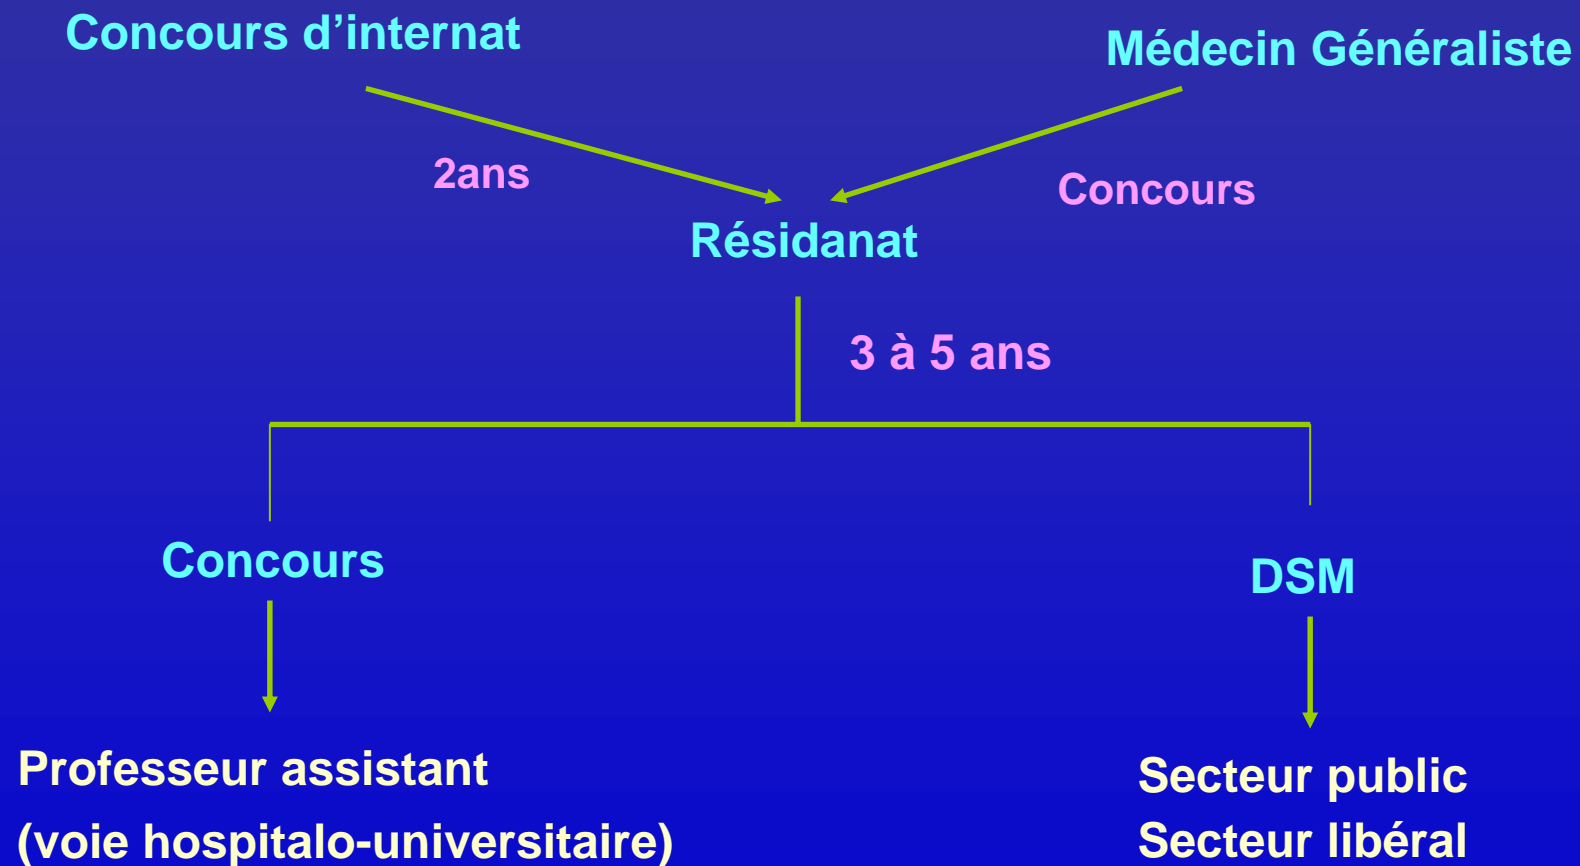 Concours d’internat
Médecin Généraliste
2ans
Concours
Résidanat
3 à 5 ans
Concours
DSM
Professeur assistant
(voie hospitalo-universitaire)
Secteur public
Secteur libéral